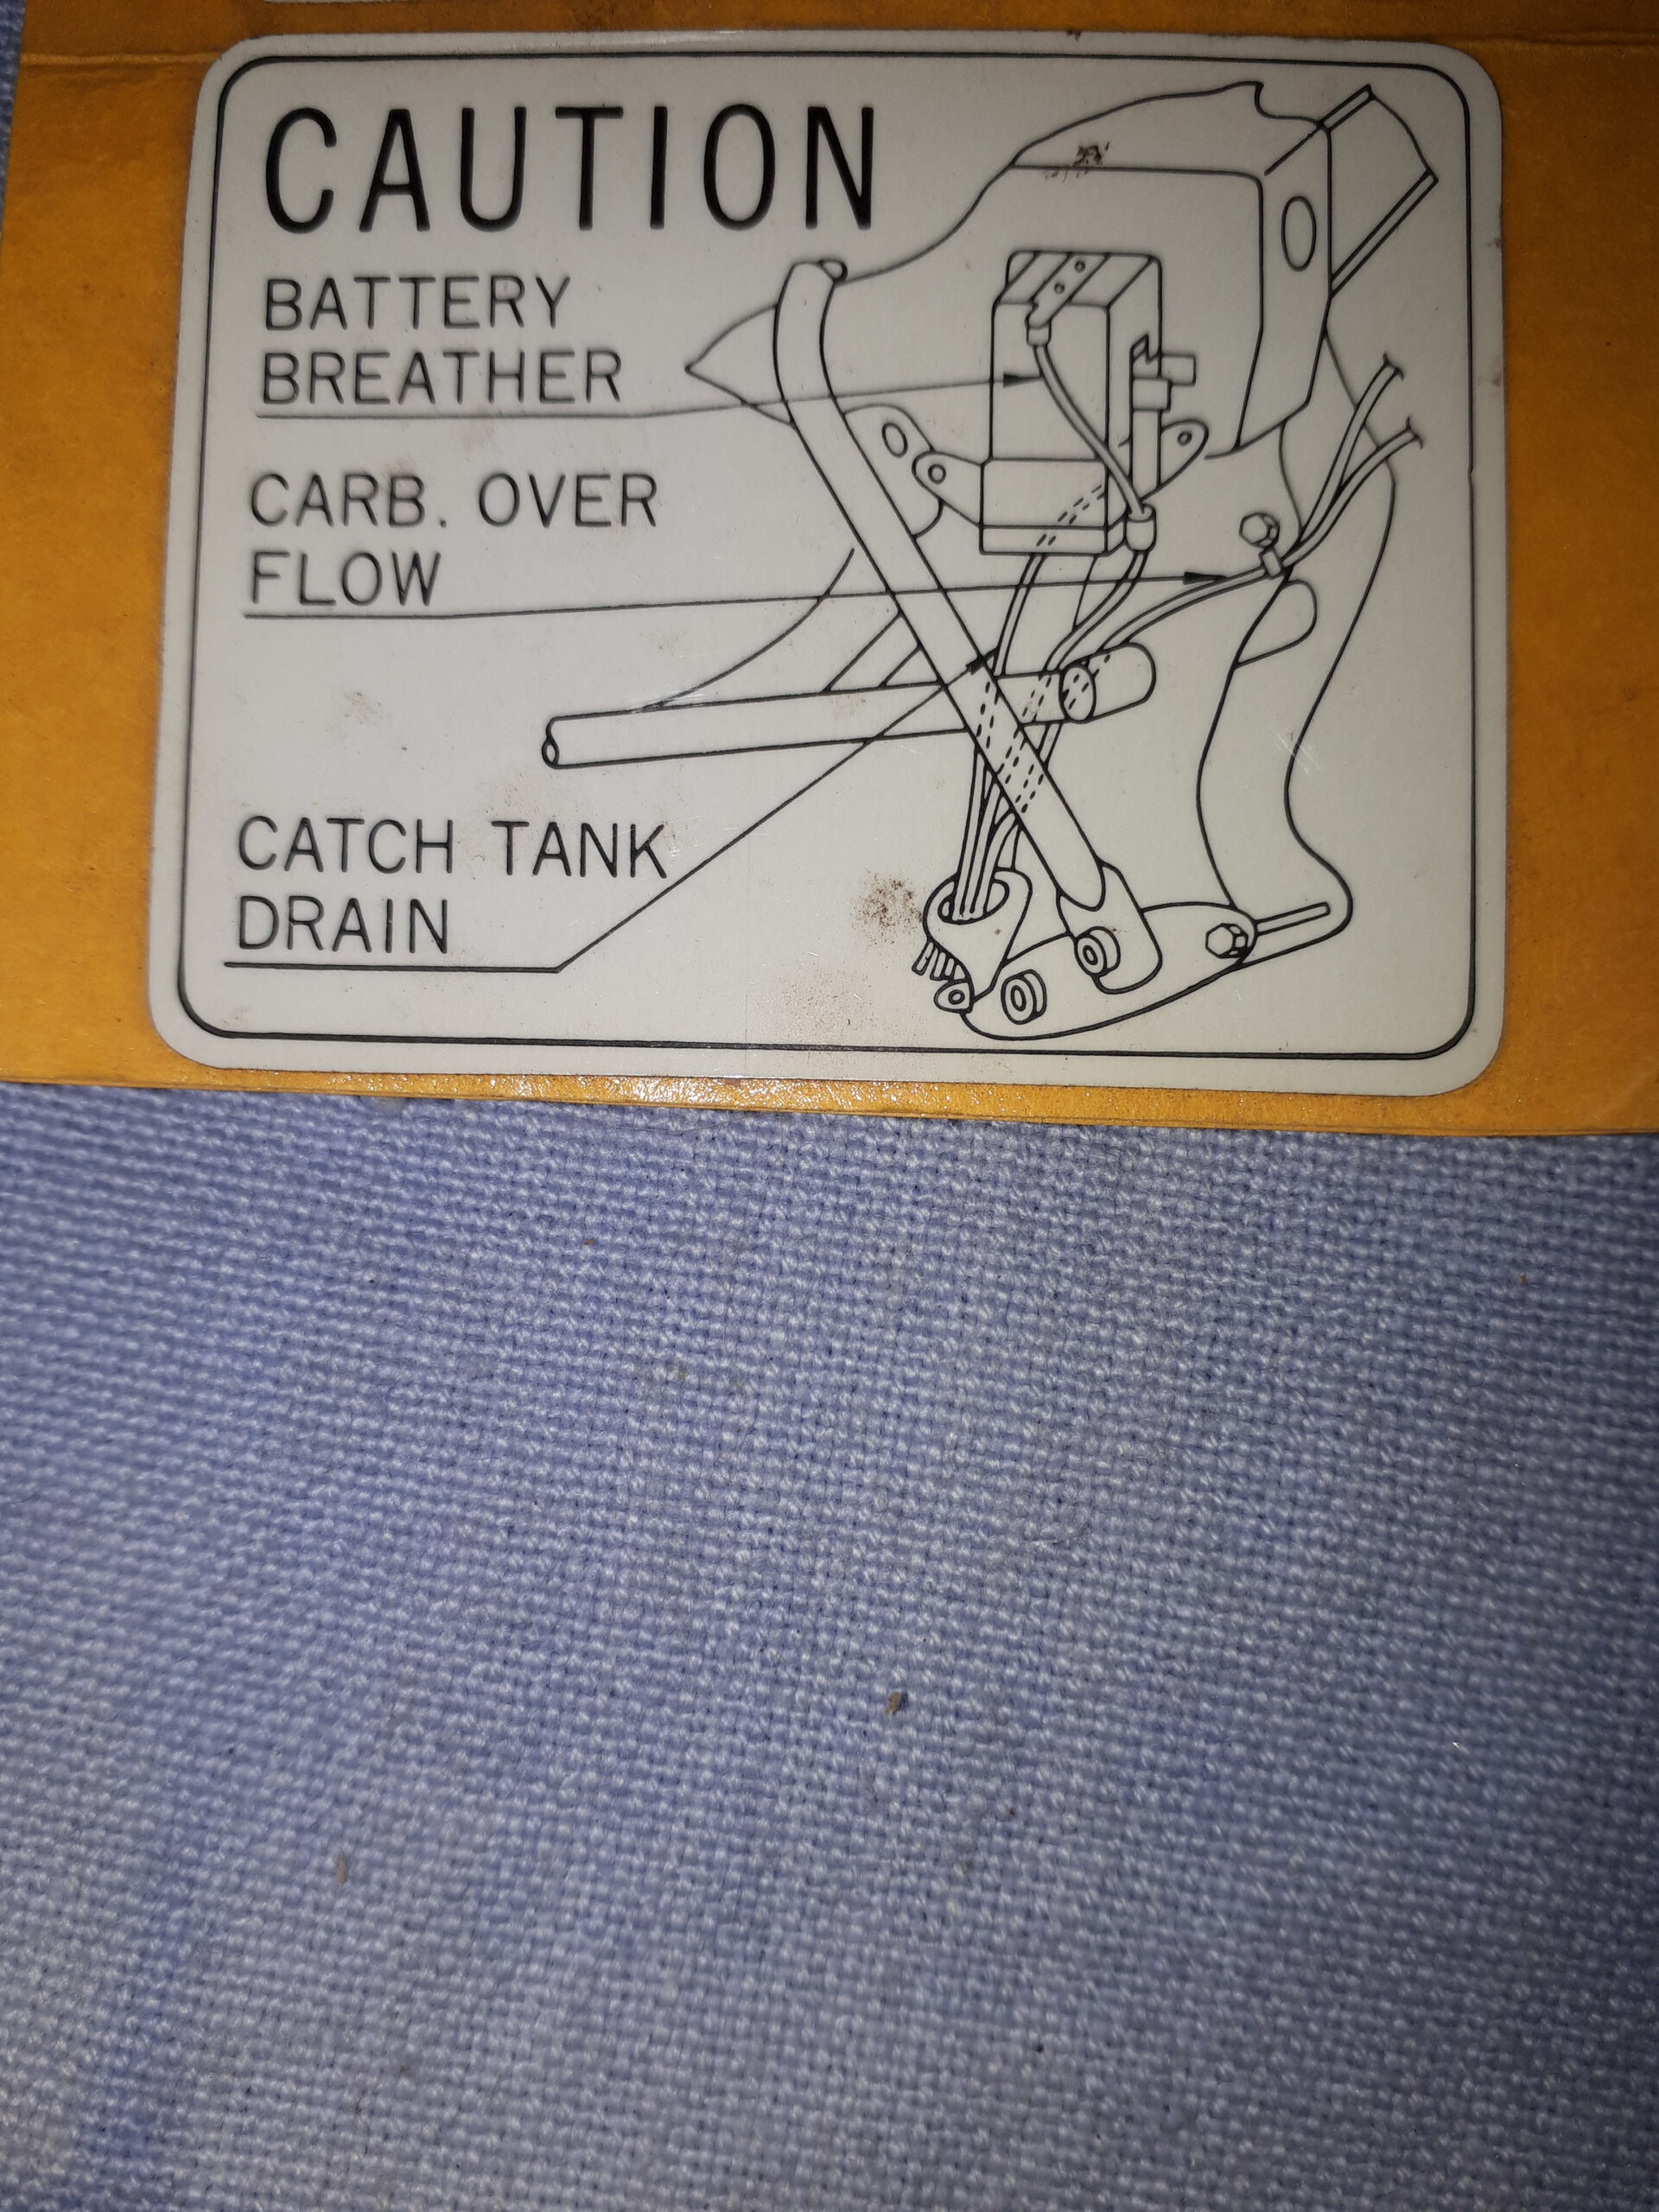 CAUTION
BATTERY
BREATHER
CARB. OVER
FLOW
CATCH TANK
DRAIN